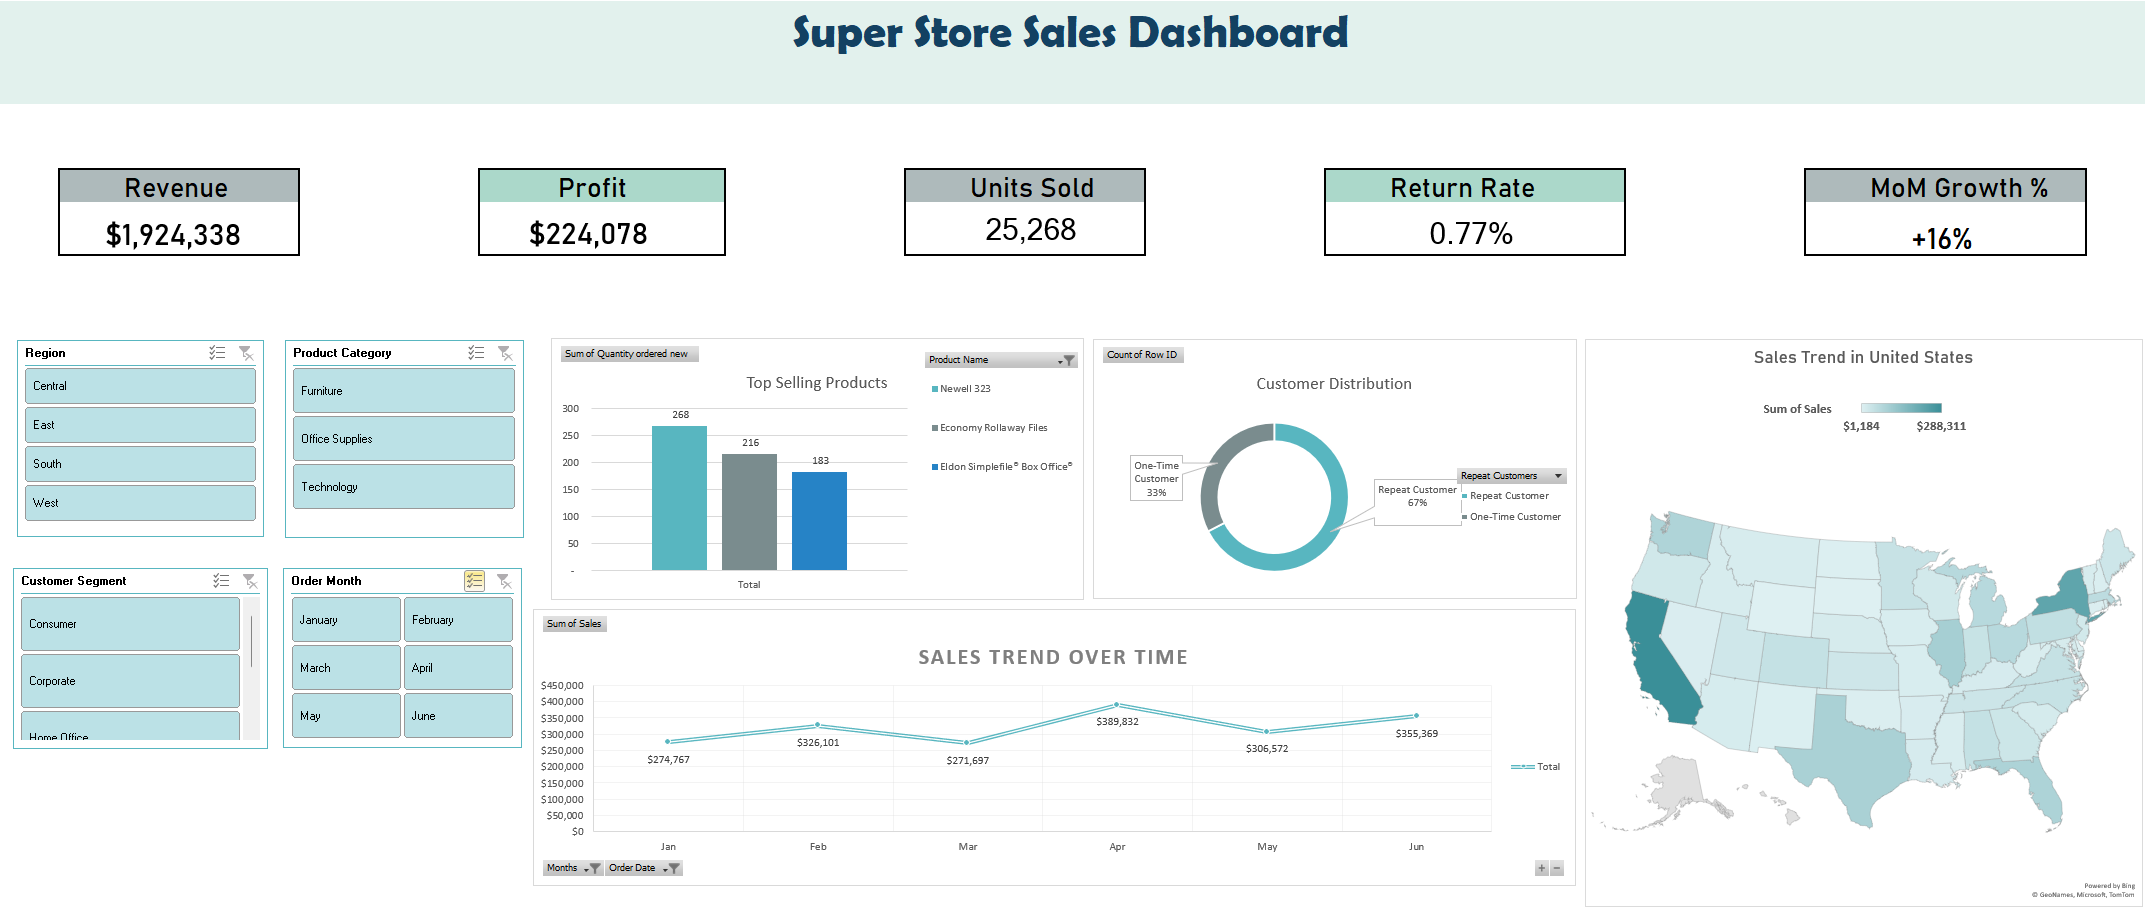 Super Store Sales Dashboard
Revenue
$1,924,338
Profit
$224,078
Units Sold
25,268
Return Rate
0.77%
MoM Growth %
+16%
Region
Central
East
South
West
Product Category
Furniture
Office Supplies
Technology
Customer Segment
Consumer
Corporate
Home Office
Order Month
January
February
March
April
May
June
Sum of Quantity ordered new
Top Selling Products
300
250
200
150
100
50
-
268
216
183
Total
Product Name
Newell 323
Economy Rollaway Files
Eldon Simplefile® Box Office®
Count of Row ID
Customer Distribution
One-Time
Customer
33%
Repeat Customer
67%
Repeat Customers
Repeat Customer
One-Time Customer
Sum of Sales
SALES TREND OVER TIME
$450,000
$400,000
$350,000
$300,000
$250,000
$200,000
$150,000
$100,000
$50,000
$0
$274,767
$326,101
$271,697
$389,832
$306,572
$355,369
Jan
Feb
Mar
Apr
May
Jun
Total
Months
Order Date
+ -
Sales Trend in United States
Sum of Sales
$1,184
$288,311
Powered by Bing
© GeoNames, Microsoft, TomTom